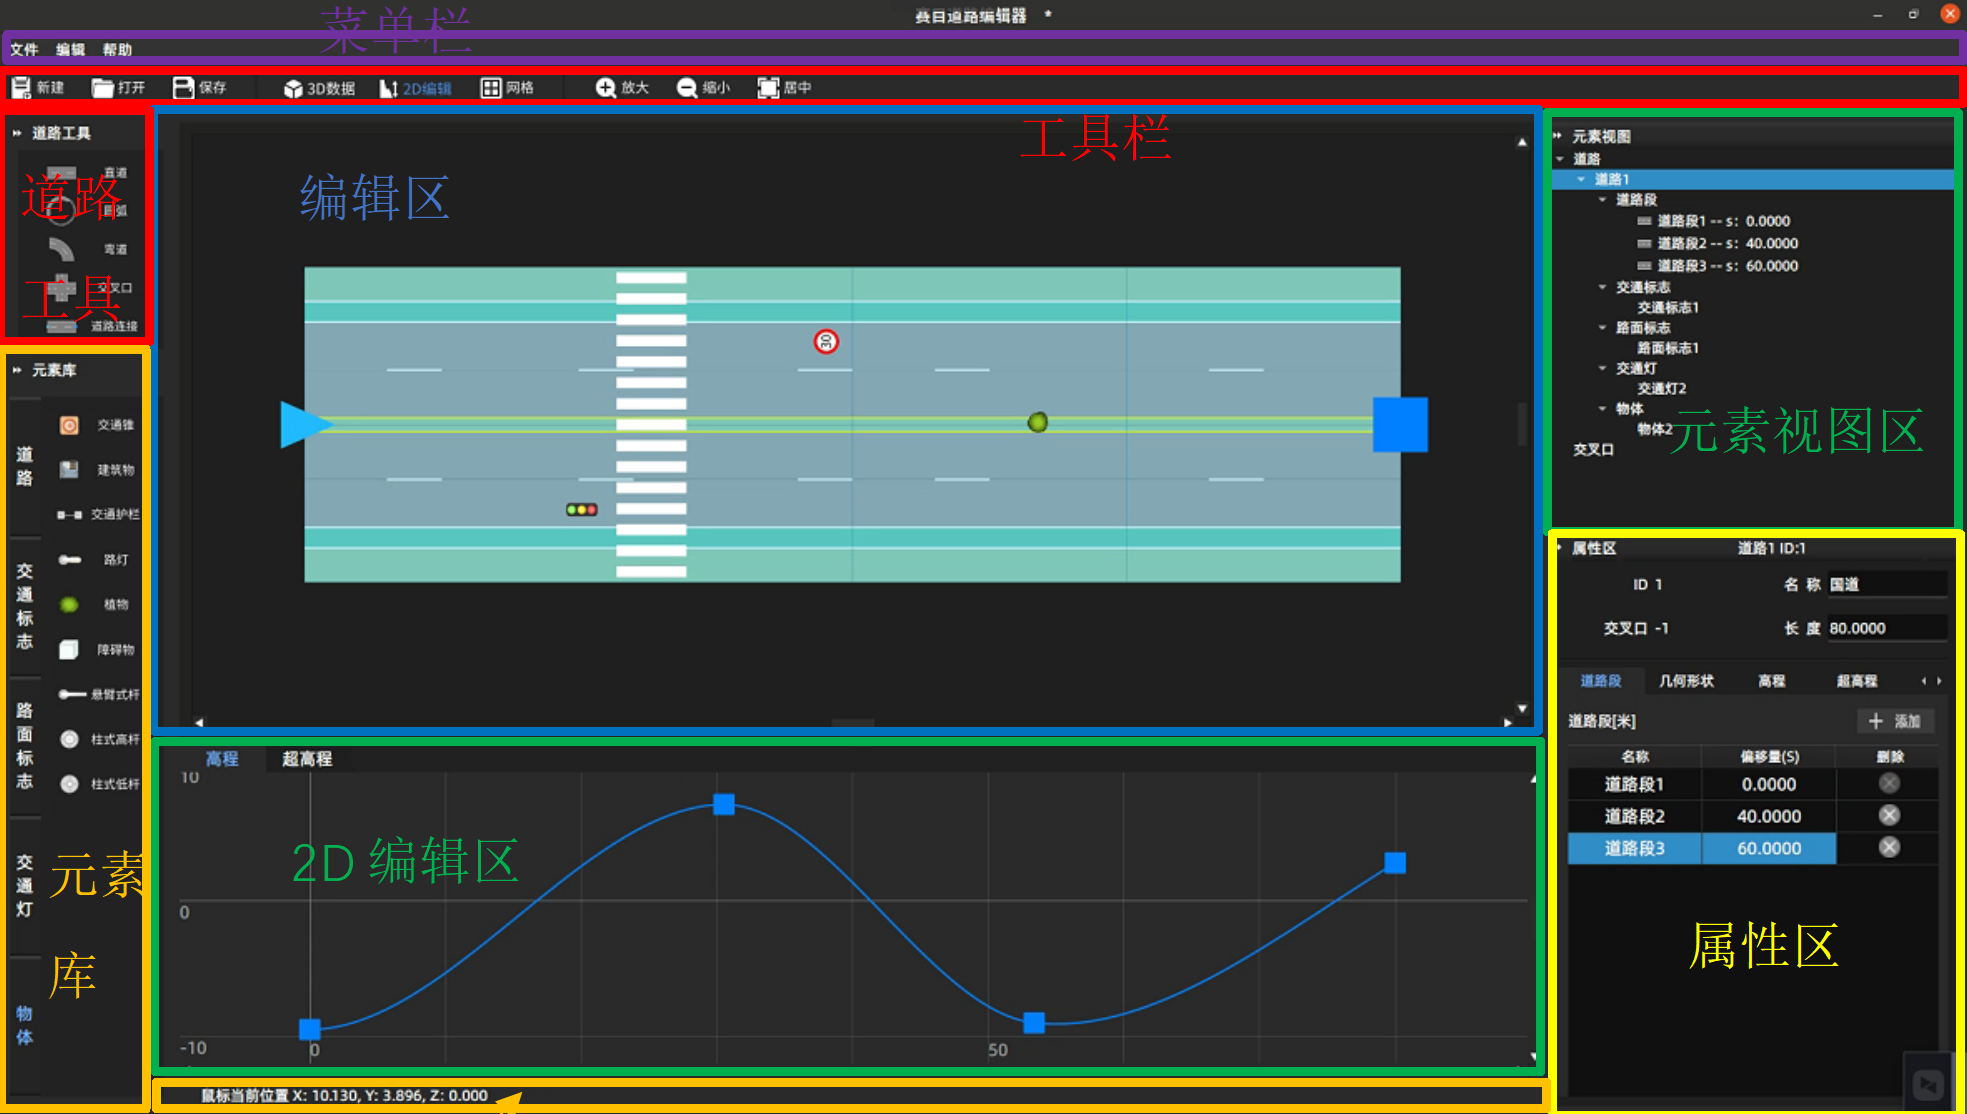 赛目道路编辑器 *
菜单栏
文件 编辑 帮助
新建 打开 保存 3D数据 2D编辑 网格 放大 缩小 居中
工具栏
道路工具
直道
圆弧
弯道
交叉口
道路连接
道路
工具
元素库
道路
交通标志
路面标志
交通灯
物体
交通锥
建筑物
交通护栏
路灯
植物
障碍物
悬臂式杆
柱式高杆
柱式低杆
元素
库
编辑区
30
高程 超高程
10
0
-10
0 50
2D 编辑区
鼠标当前位置 X: 10.130, Y: 3.896, Z: 0.000
元素视图
道路
道路1
道路段
道路段1 -- s: 0.0000
道路段2 -- s: 40.0000
道路段3 -- s: 60.0000
交通标志
交通标志1
路面标志
路面标志1
交通灯
交通灯2
物体
物体2
交叉口
元素视图区
属性区 道路1 ID:1
ID 1 名 称 国道
交叉口 -1 长 度 80.0000
道路段 几何形状 高程 超高程
道路段[米] 添加
名称 偏移量(S) 删除
道路段1 0.0000
道路段2 40.0000
道路段3 60.0000
属性区